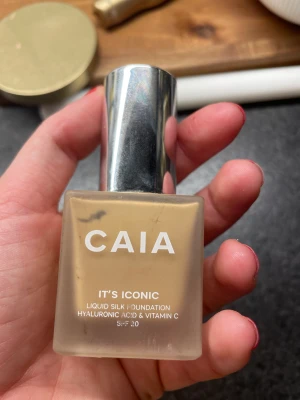 CAIA
IT'S ICONIC
LIQUID SILK FOUNDATION
HYALURONIC ACID & VITAMIN C
SPF 20